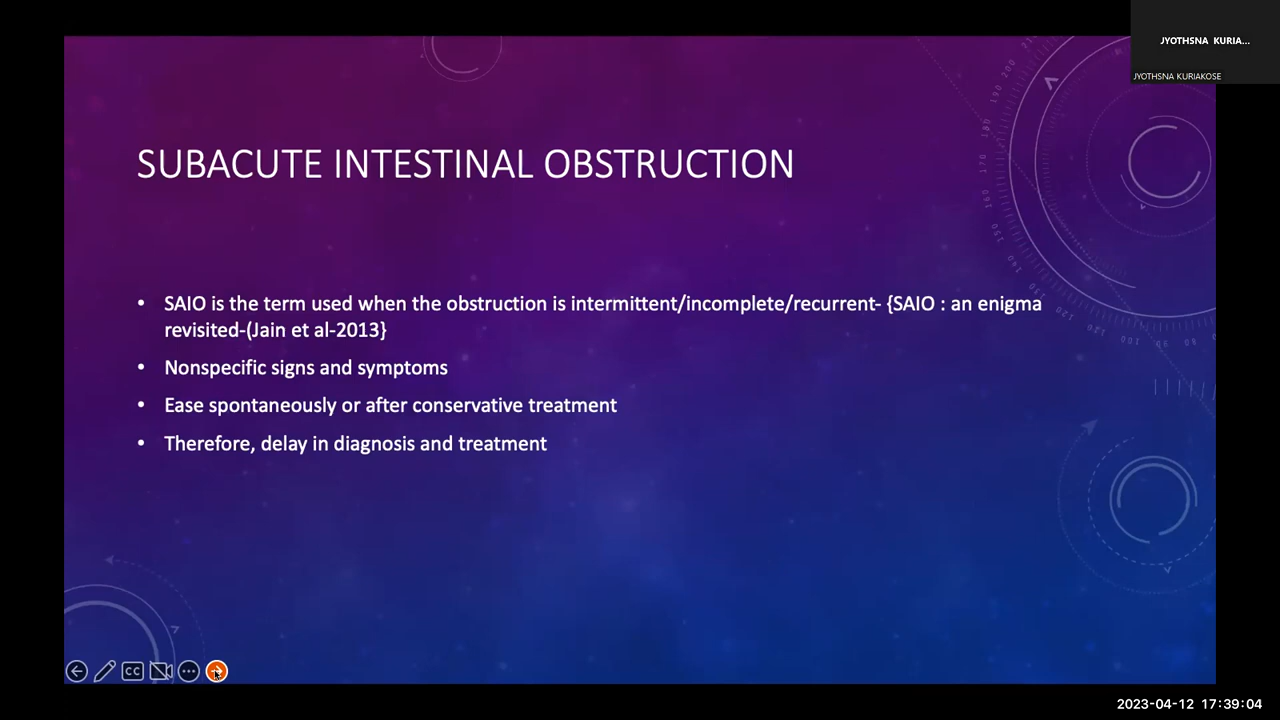 JYOTHSNA KURIA...
JYOTHSNA KURIAKOSE
SUBACUTE INTESTINAL OBSTRUCTION
• SAIO is the term used when the obstruction is intermittent/incomplete/recurrent- {SAIO : an enigma
revisited-(Jain et al-2013}
• Nonspecific signs and symptoms
• Ease spontaneously or after conservative treatment
• Therefore, delay in diagnosis and treatment
CC
2023-04-12 17:39:04